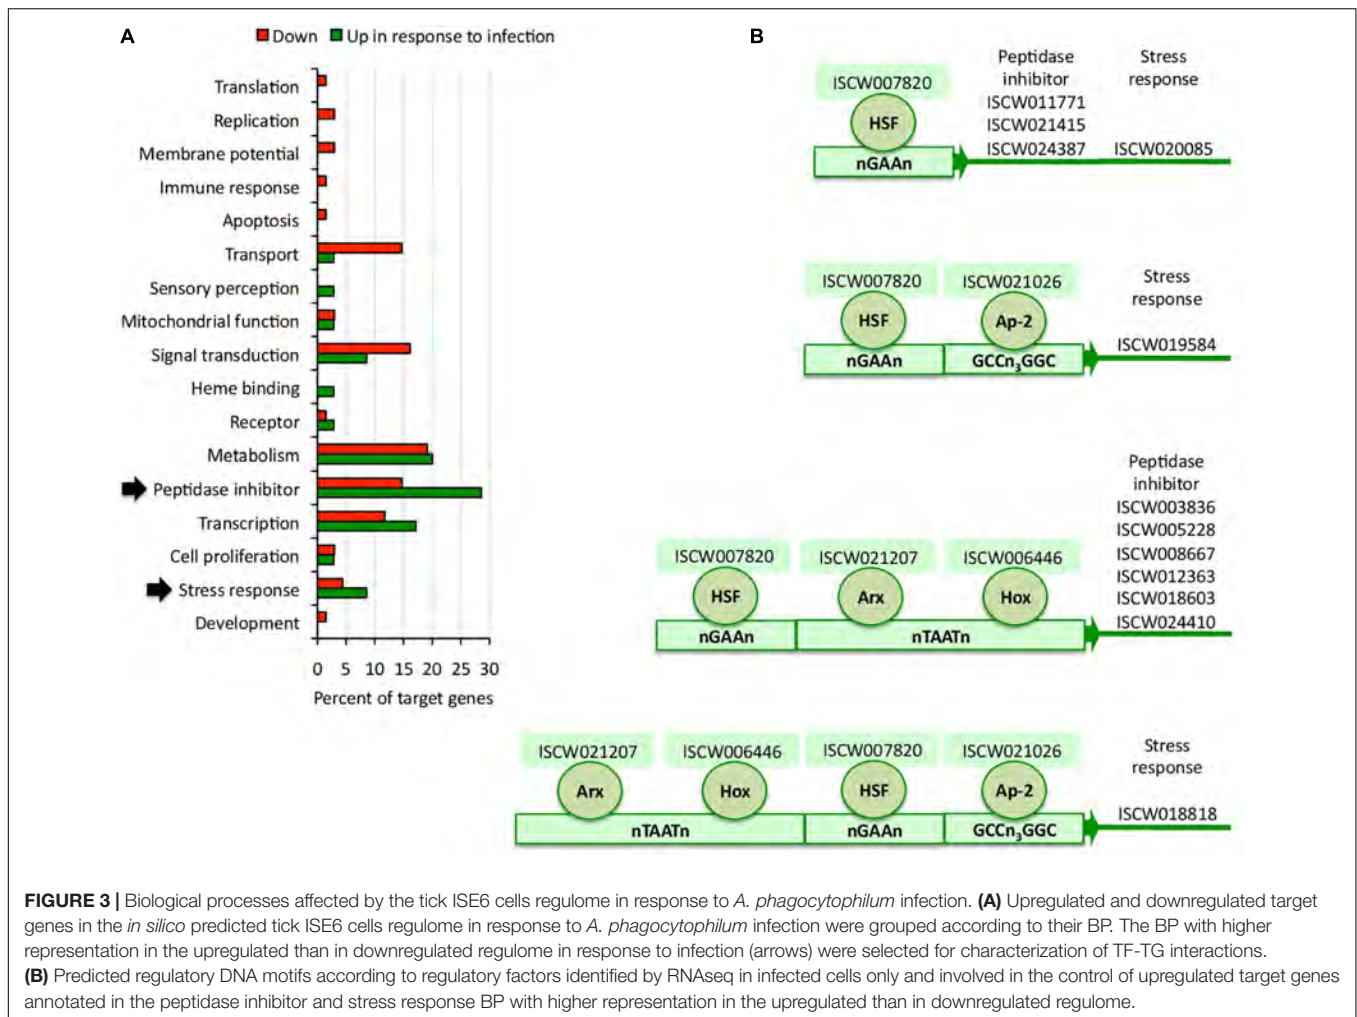 A
Down Up in response to infection
Translation
Replication
Membrane potential
Immune response
Apoptosis
Transport
Sensory perception
Mitochondrial function
Signal transduction
Heme binding
Receptor
Metabolism
Peptidase inhibitor
Transcription
Cell proliferation
Stress response
Development
0 5 10 15 20 25 30
Percent of target genes
B
ISCW007820
HSF
nGAAn
Peptidase
inhibitor
ISCW011771
ISCW021415
ISCW024387
Stress
response
ISCW020085
ISCW007820 ISCW021026
HSF Ap-2
nGAAn GCCn3GGC
Stress
response
ISCW019584
ISCW007820 ISCW021207 ISCW006446
HSF Arx Hox
nGAAn nTAATn
Peptidase
inhibitor
ISCW003836
ISCW005228
ISCW008667
ISCW012363
ISCW018603
ISCW024410
ISCW021207 ISCW006446 ISCW007820 ISCW021026
Arx Hox HSF Ap-2
nTAATn nGAAn GCCn3GGC
Stress
response
ISCW018818
FIGURE 3 | Biological processes affected by the tick ISE6 cells regulome in response to A. phagocytophilum infection. (A) Upregulated and downregulated target
genes in the in silico predicted tick ISE6 cells regulome in response to A. phagocytophilum infection were grouped according to their BP. The BP with higher
representation in the upregulated than in downregulated regulome in response to infection (arrows) were selected for characterization of TF-TG interactions.
(B) Predicted regulatory DNA motifs according to regulatory factors identified by RNAseq in infected cells only and involved in the control of upregulated target genes
annotated in the peptidase inhibitor and stress response BP with higher representation in the upregulated than in downregulated regulome.